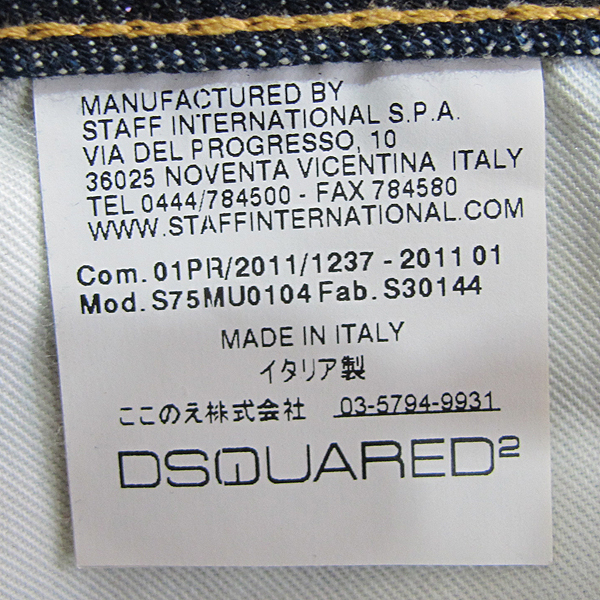 MANUFACTURED BY
STAFF INTERNATIONAL S.P.A.
VIA DEL PROGRESSO, 10
36025 NOVENTA VICENTINA ITALY
TEL 0444/784500 - FAX 784580
WWW.STAFFINTERNATIONAL.COM
Com. 01PR/2011/1237 - 2011 01
Mod. S75MU0104 Fab. S30144
MADE IN ITALY
イタリア製
ここのえ株式会社 03-5794-9931
DSQUARED²